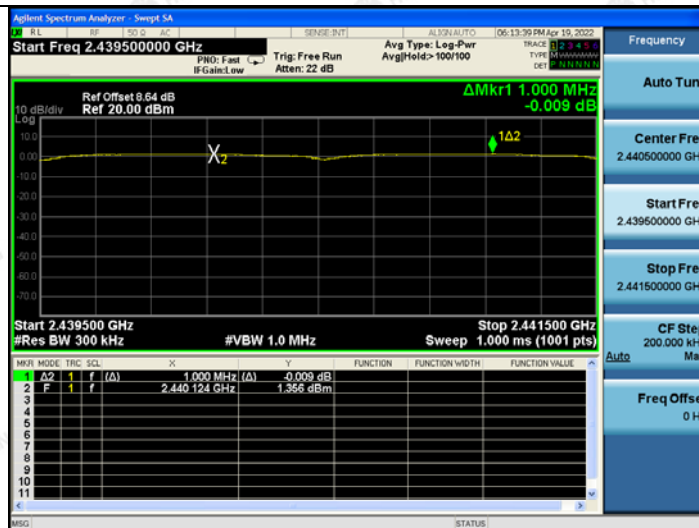 Agilent Spectrum Analyzer - Swept SA
RL RF 50 Ω AC SENSE:INT ALIGN AUTO 06:13:39 PM Apr 19, 2022
Start Freq 2.439500000 GHz
PNO: Fast
IFGain:Low
Trig: Free Run
Atten: 22 dB
Avg Type: Log-Pwr
Avg|Hold:> 100/100
TRACE 1 2 3 4 5 6
TYPE M
DET P N N N N N
Ref Offset 8.64 dB
10 dB/div Ref 20.00 dBm
Log
ΔMkr1 1.000 MHz
-0.009 dB
10.0
0.00
-10.0
-20.0
-30.0
-40.0
-50.0
-60.0
-70.0
X2
1Δ2
Start 2.439500 GHz Stop 2.441500 GHz
#Res BW 300 kHz #VBW 1.0 MHz Sweep 1.000 ms (1001 pts)
MKR MODE TRC SCL X Y FUNCTION FUNCTION WIDTH FUNCTION VALUE
1 Δ2 1 f (Δ) 1.000 MHz (Δ) -0.009 dB
2 F 1 f 2.440 124 GHz 1.356 dBm
3
4
5
6
7
8
9
10
11
MSG STATUS
Frequency
Auto Tun
Center Fre
2.440500000 GH
Start Fre
2.439500000 GH
Stop Fre
2.441500000 GH
CF Ste
200.000 kH
Auto Ma
Freq Offse
0 H